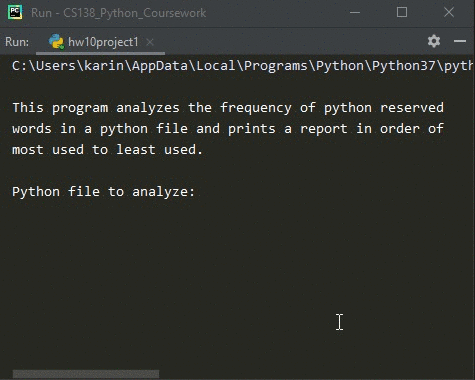 Run - CS138_Python_Coursework
Run: hw10project1
C:\Users\karin\AppData\Local\Programs\Python\Python37\pyth
This program analyzes the frequency of python reserved
words in a python file and prints a report in order of
most used to least used.
Python file to analyze: